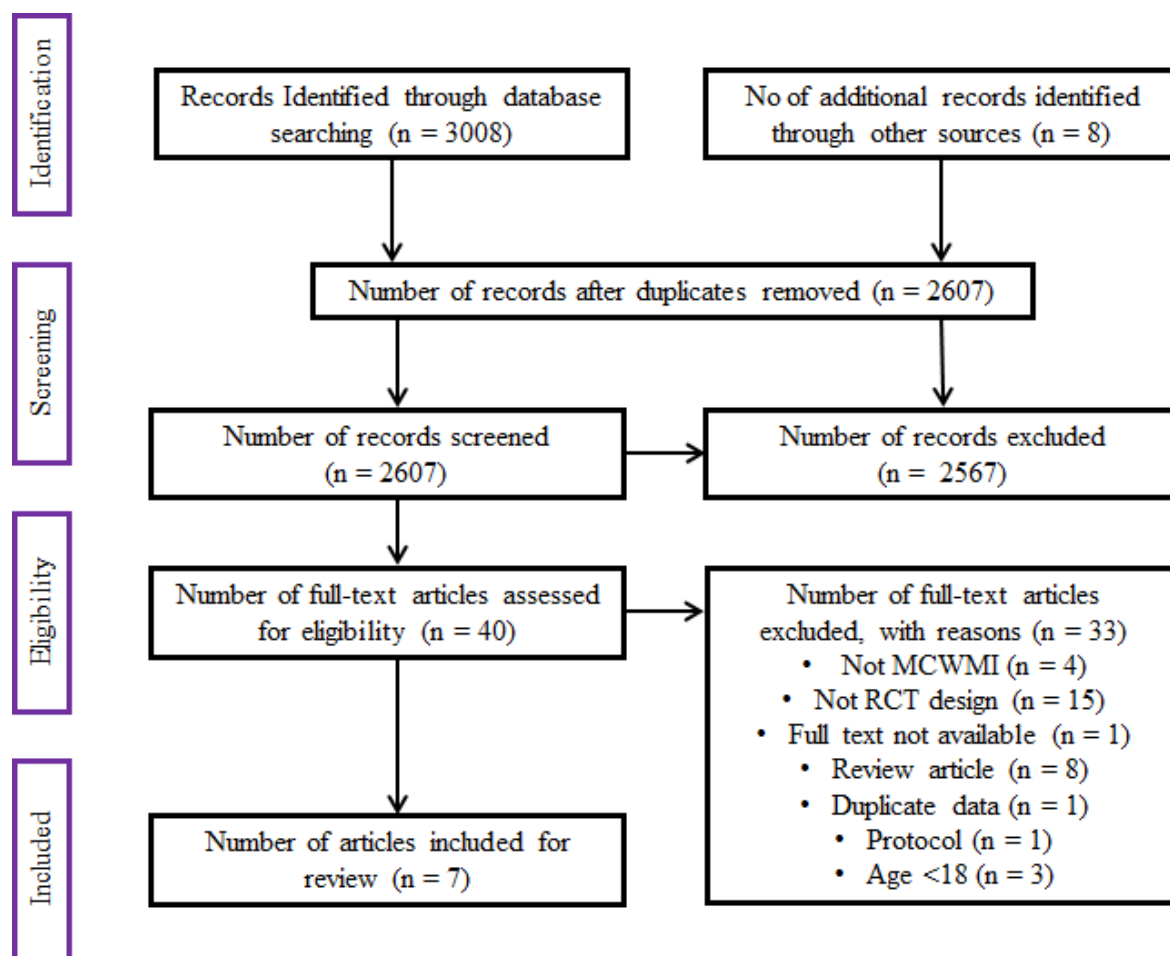 Identification
Records Identified through database
searching (n = 3008)
No of additional records identified
through other sources (n = 8)
Screening
Number of records after duplicates removed (n = 2607)
Number of records screened
(n = 2607)
Number of records excluded
(n = 2567)
Eligibility
Number of full-text articles assessed
for eligibility (n = 40)
Number of full-text articles
excluded, with reasons (n = 33)
• Not MCWMI (n = 4)
• Not RCT design (n = 15)
• Full text not available (n = 1)
• Review article (n = 8)
• Duplicate data (n = 1)
• Protocol (n = 1)
• Age <18 (n = 3)
Included
Number of articles included for
review (n = 7)